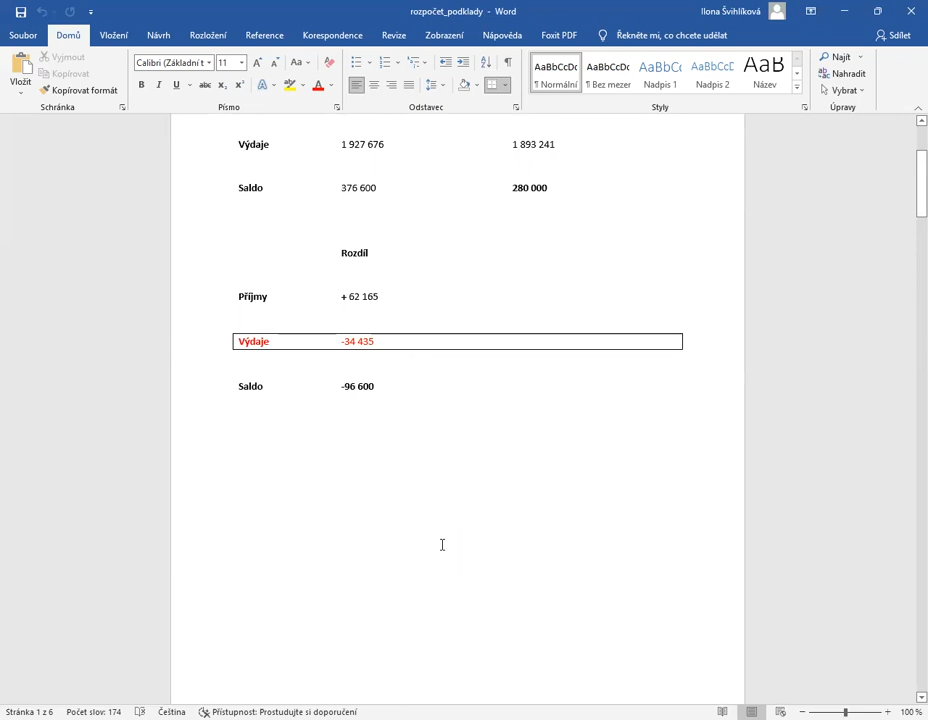 rozpočet_podklady - Word
Ilona Švihlíková
Soubor Domů Vložení Návrh Rozložení Reference Korespondence Revize Zobrazení Nápověda Foxit PDF Řekněte mi, co chcete udělat Sdílet
Vložit
Vyjmout
Kopírovat
Kopírovat formát
Schránka
Calibri (Základní t 11
Písmo
Odstavec
AaBbCcDc AaBbCcDc AaBbCc AaBbCcC AaB
¶ Normální ¶ Bez mezer Nadpis 1 Nadpis 2 Název
Styly
Najít
Nahradit
Vybrat
Úpravy
Výdaje 1 927 676 1 893 241
Saldo 376 600 280 000
Rozdíl
Příjmy + 62 165
Výdaje -34 435
Saldo -96 600
Stránka 1 z 6 Počet slov: 174 Čeština Přístupnost: Prostudujte si doporučení 100 %